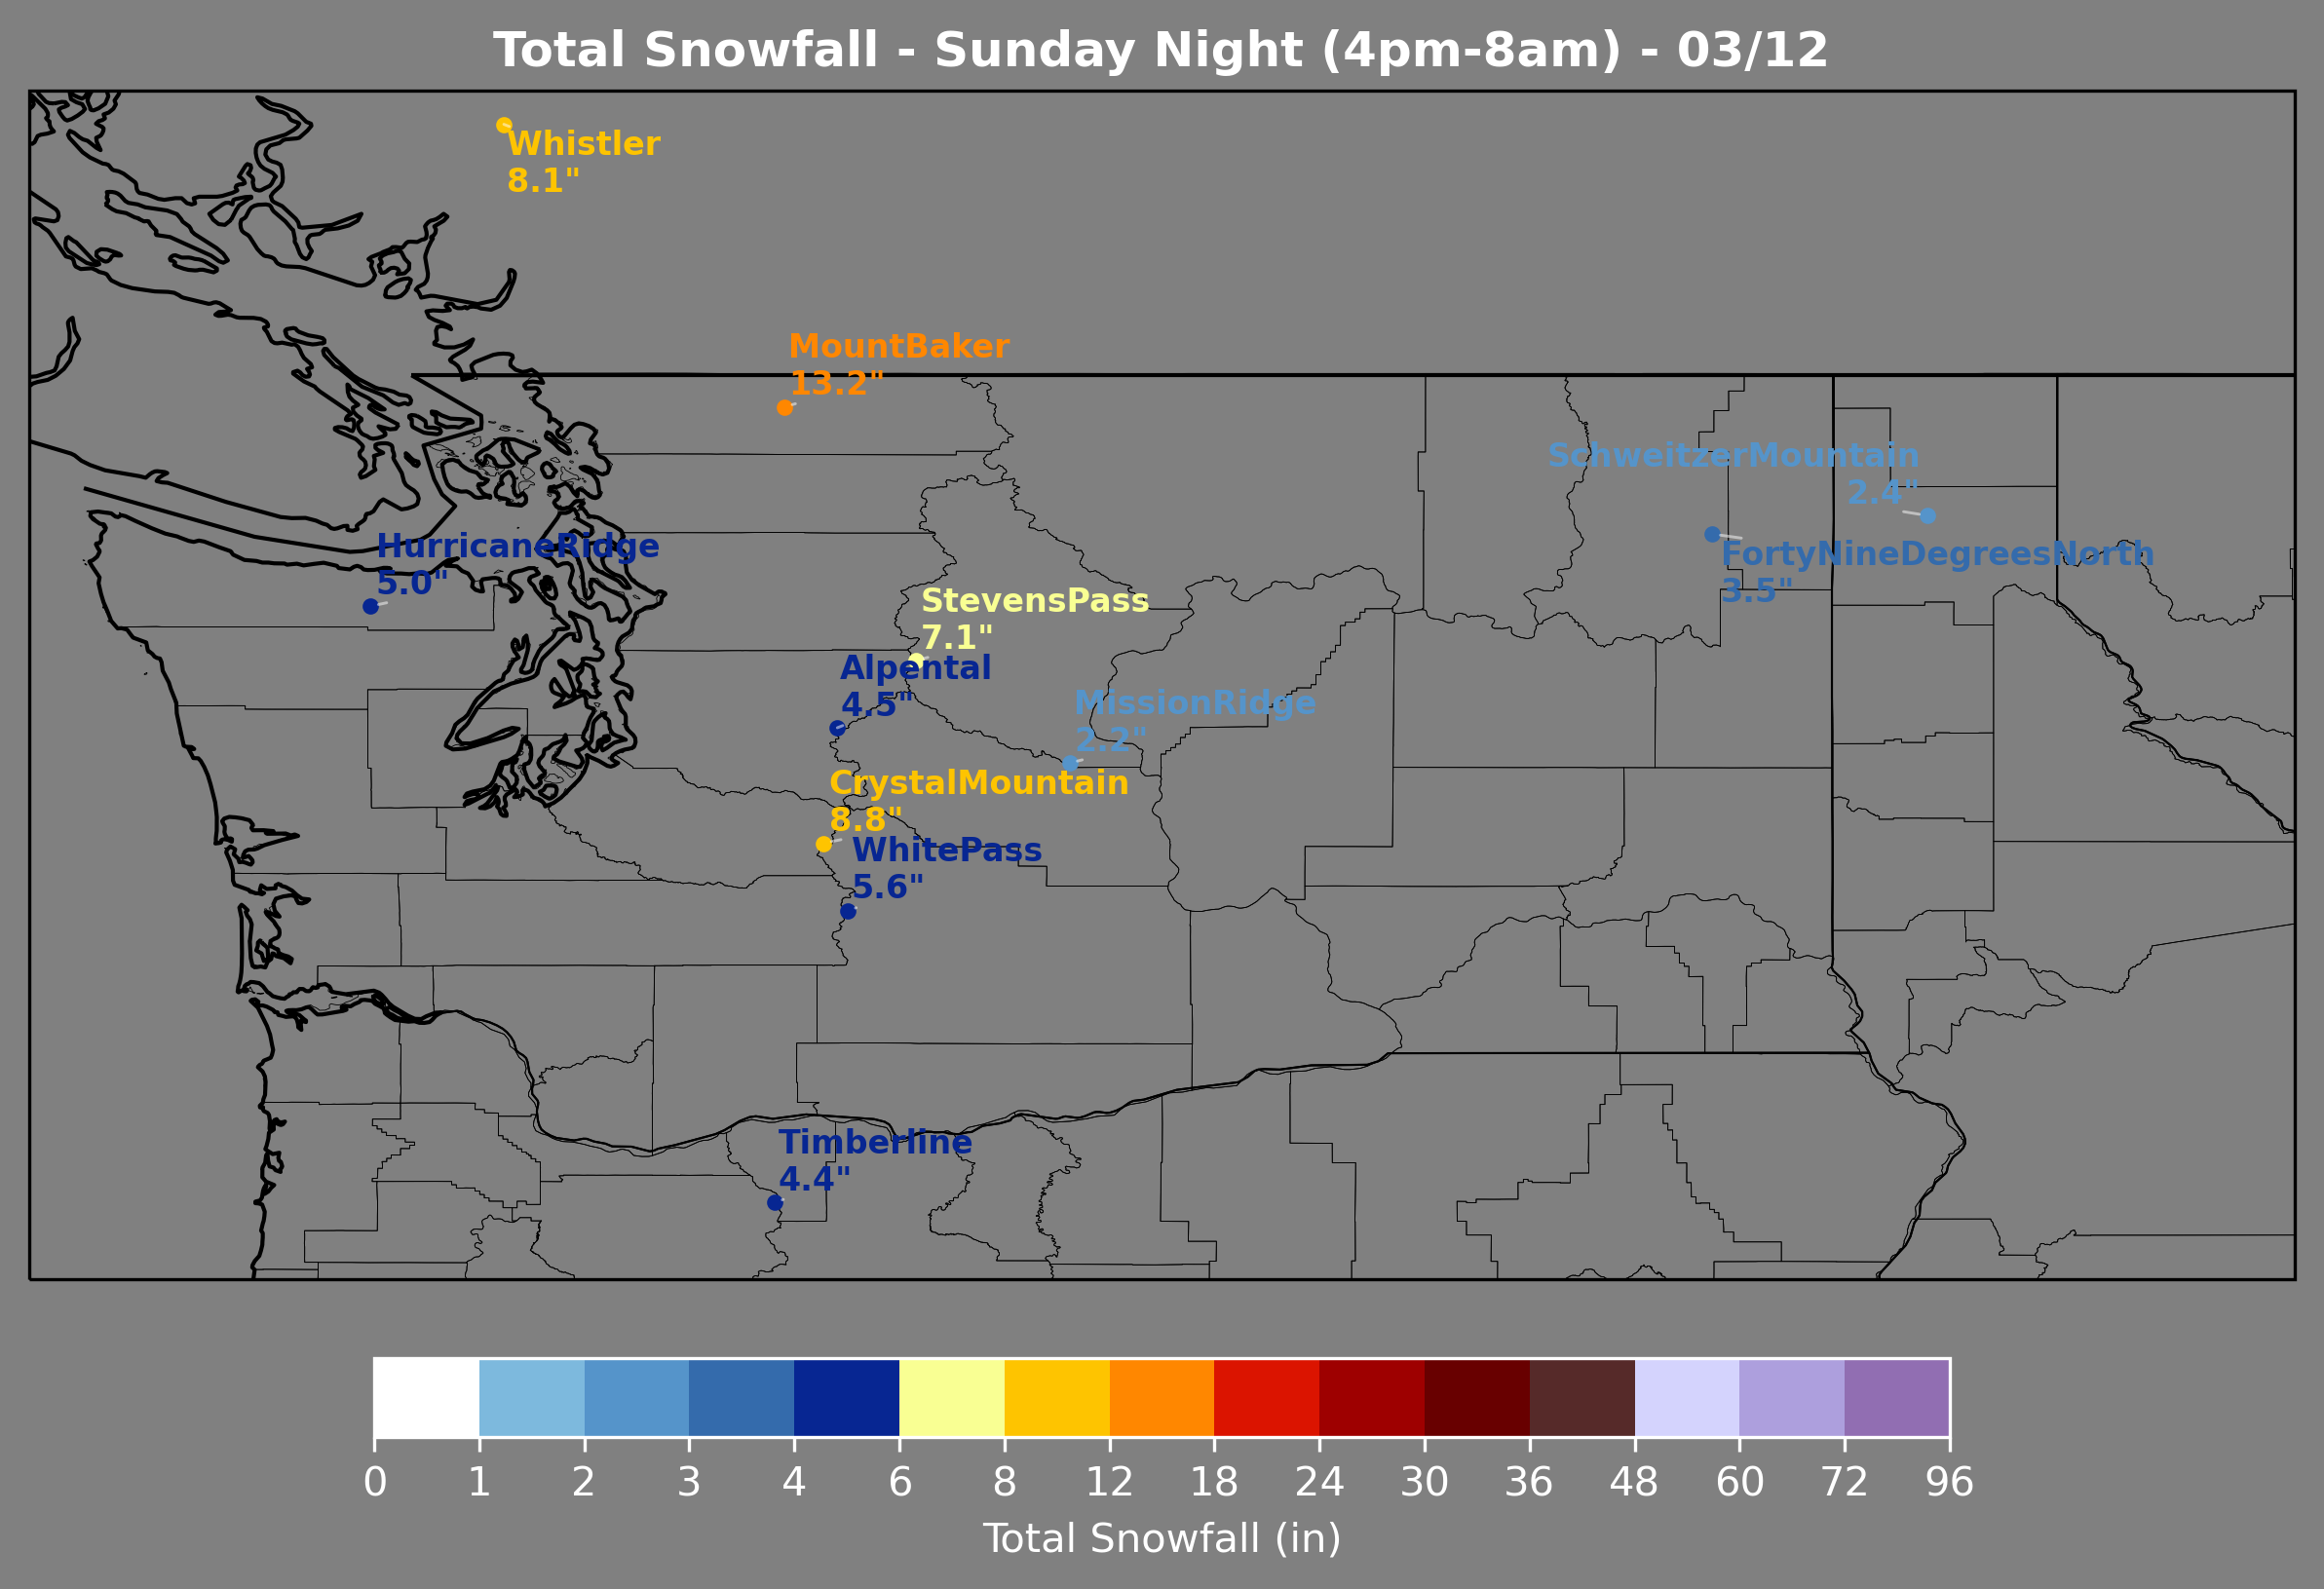 Total Snowfall - Sunday Night (4pm-8am) - 03/12
Whistler
8.1"
MountBaker
13.2"
SchweitzerMountain
2.4"
HurricaneRidge
5.0"
FortyNineDegreesNorth
3.5"
StevensPass
7.1"
Alpental
4.5"
MissionRidge
2.2"
CrystalMountain
8.8"
WhitePass
5.6"
Timberline
4.4"
0 1 2 3 4 6 8 12 18 24 30 36 48 60 72 96
Total Snowfall (in)